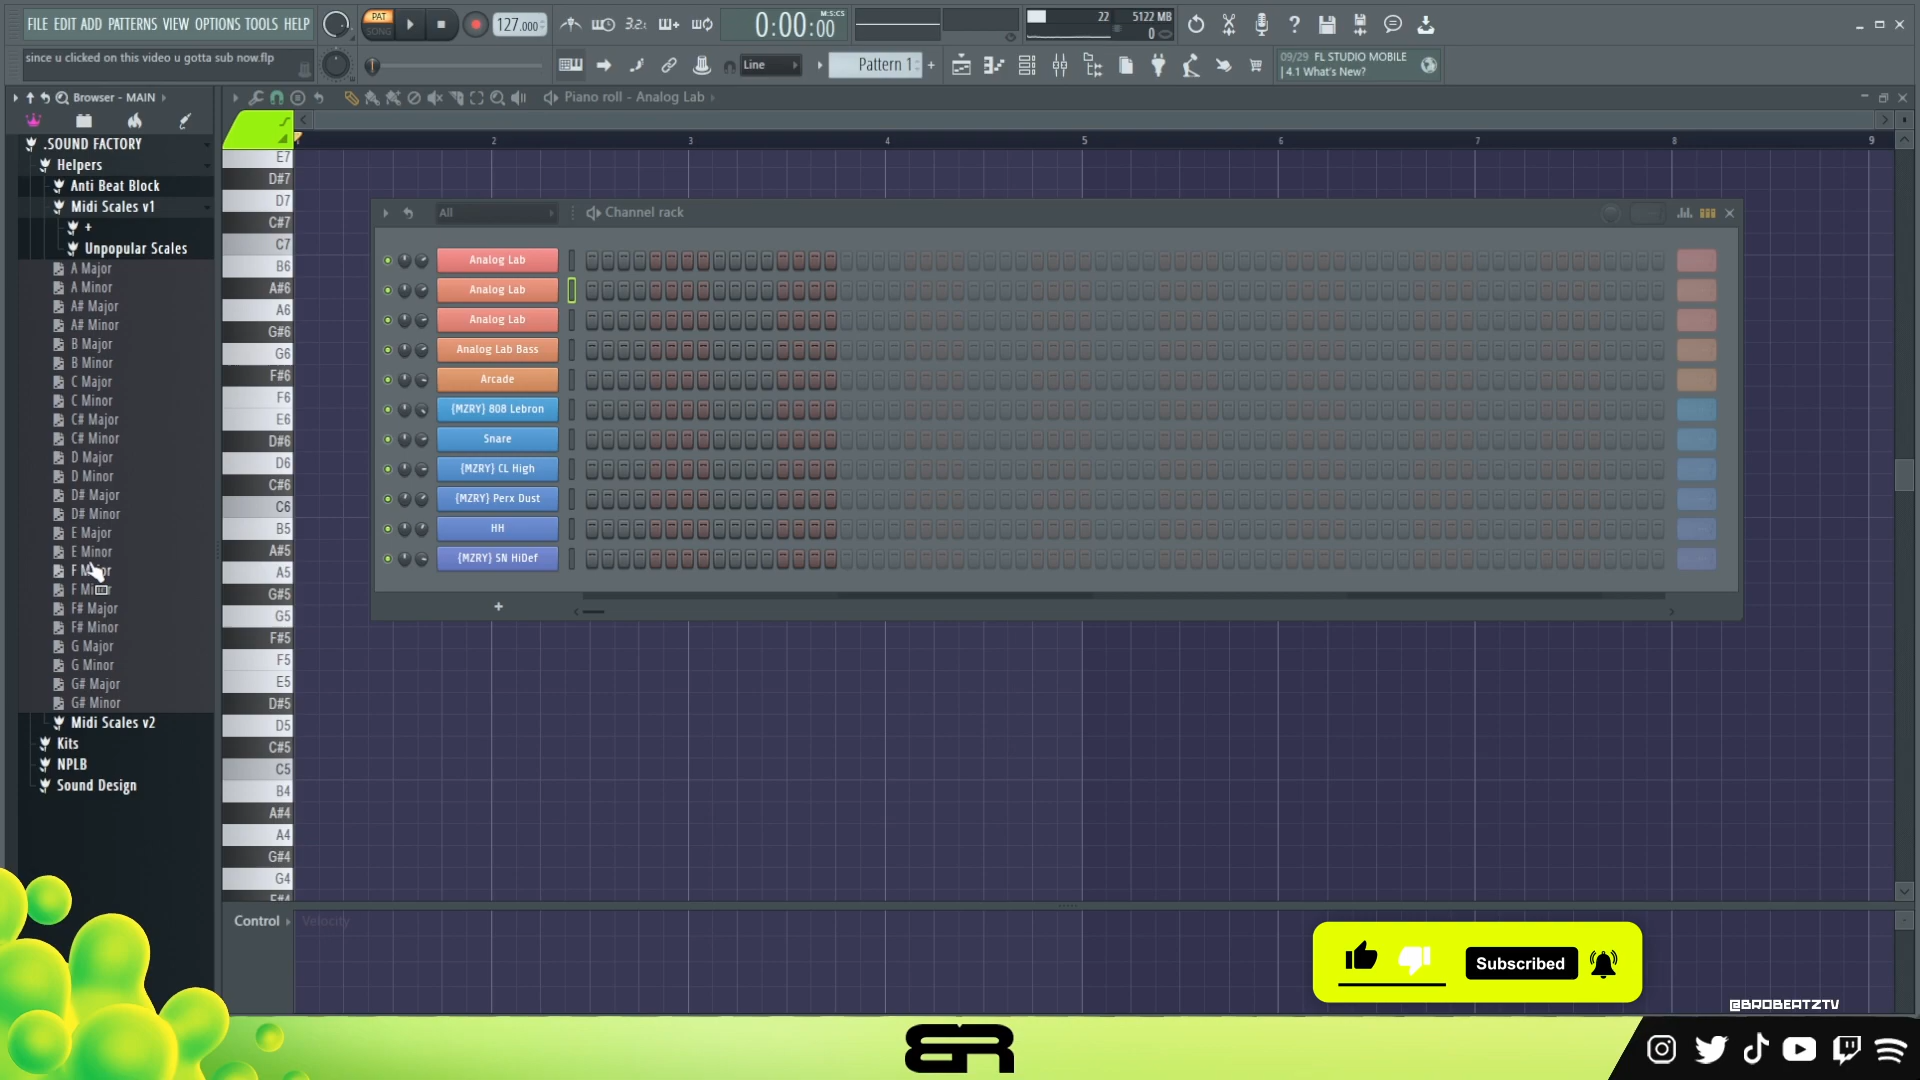 FILE EDIT ADD PATTERNS VIEW OPTIONS TOOLS HELP
PAT
SONG
127.000
3.2
0:00:00
M:S:CS
22
5122 MB
0
since u clicked on this video u gotta sub now.flp
Line
Pattern 1
+
09/29 FL STUDIO MOBILE
| 4.1 What's New?
Browser - MAIN
Piano roll - Analog Lab
.SOUND FACTORY
Helpers
Anti Beat Block
Midi Scales v1
+
Unpopular Scales
A Major
A Minor
A# Major
A# Minor
B Major
B Minor
C Major
C Minor
C# Major
C# Minor
D Major
D Minor
D# Major
D# Minor
E Major
E Minor
F# Major
F# Minor
G Major
G Minor
G# Major
G# Minor
Midi Scales v2
Kits
NPLB
Sound Design
2
3
4
5
6
7
8
9
E7
D#7
D7
C#7
C7
B6
A#6
A6
G#6
G6
F#6
F6
E6
D#6
D6
C#6
C6
B5
A#5
A5
G#5
G5
F#5
F5
E5
D#5
D5
C#5
C5
B4
A#4
A4
G#4
G4
F#4
All
Channel rack
Analog Lab
Analog Lab
Analog Lab
Analog Lab Bass
Arcade
{MZRY} 808 Lebron
Snare
{MZRY} CL High
{MZRY} Perx Dust
HH
{MZRY} SN HiDef
+
Control
Velocity
Subscribed
@BROBEATZTV
BR